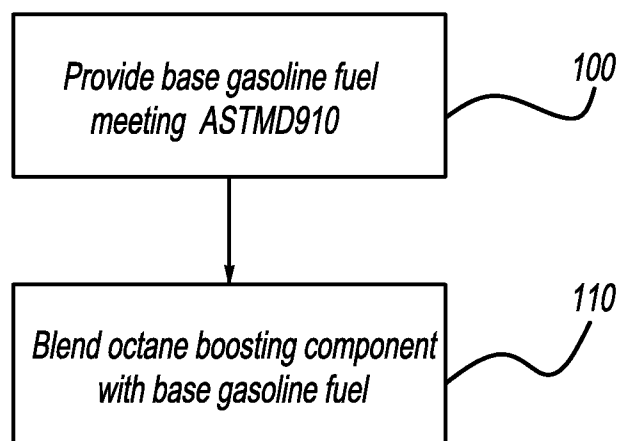 Provide base gasoline fuel
meeting ASTMD910
100
Blend octane boosting component
with base gasoline fuel
110